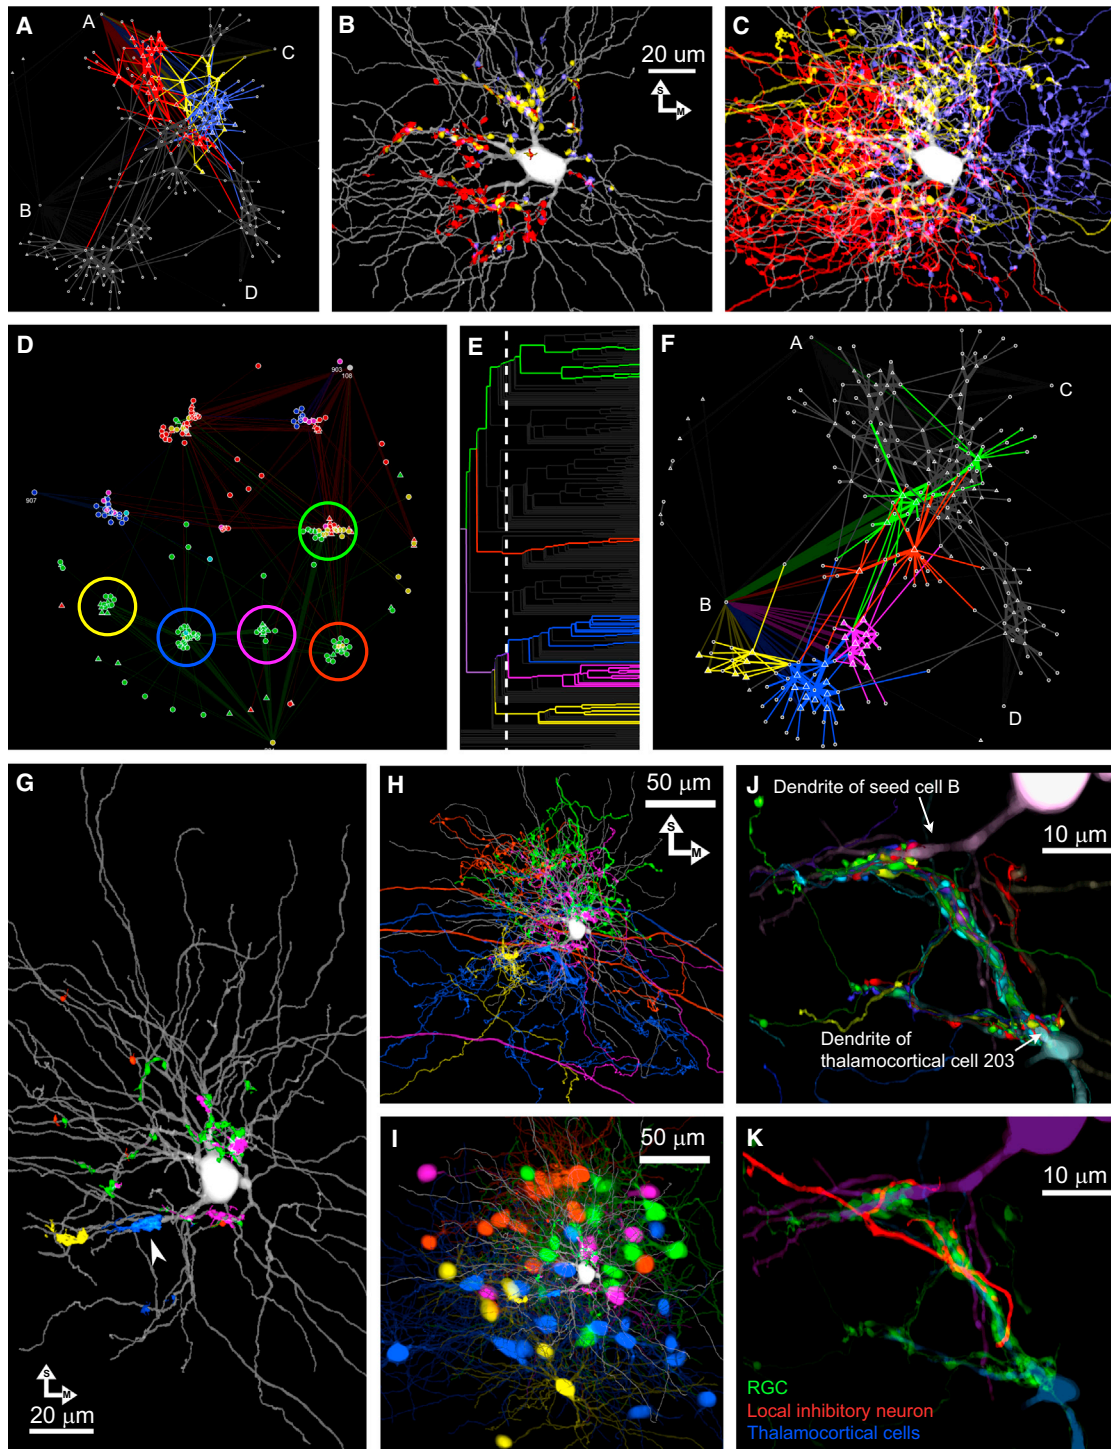 A
A
C
B
D
B
20 um
S
M
C
D
903
108
907
E
F
A
C
B
D
G
S
M
20 μm
H
50 μm
S
M
I
50 μm
J
Dendrite of seed cell B
10 μm
Dendrite of
thalamocortical cell 203
K
10 μm
RGC
Local inhibitory neuron
Thalamocortical cells